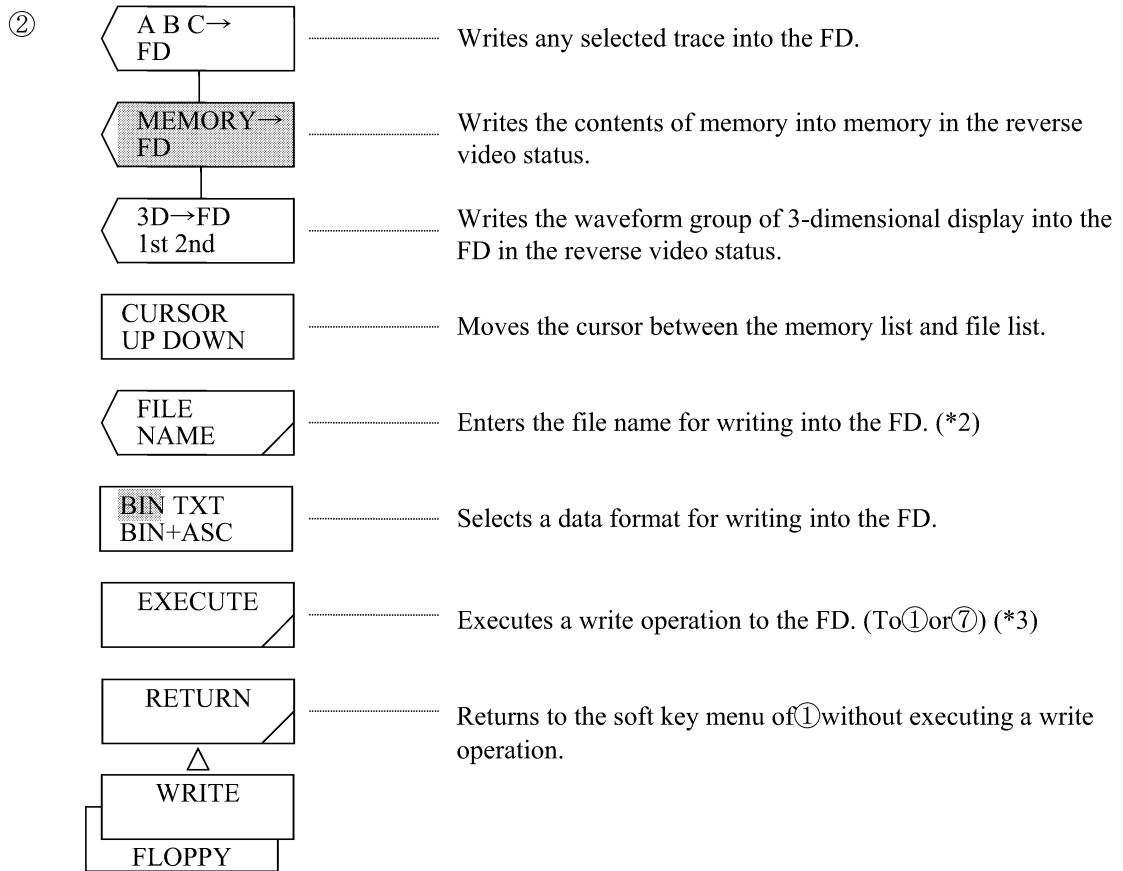 ②
A B C→
FD
Writes any selected trace into the FD.
MEMORY→
FD
Writes the contents of memory into memory in the reverse
video status.
3D→FD
1st 2nd
Writes the waveform group of 3-dimensional display into the
FD in the reverse video status.
CURSOR
UP DOWN
Moves the cursor between the memory list and file list.
FILE
NAME
Enters the file name for writing into the FD. (*2)
BIN TXT
BIN+ASC
Selects a data format for writing into the FD.
EXECUTE
Executes a write operation to the FD. (To①or⑦) (*3)
RETURN
Returns to the soft key menu of①without executing a write
operation.
WRITE
FLOPPY